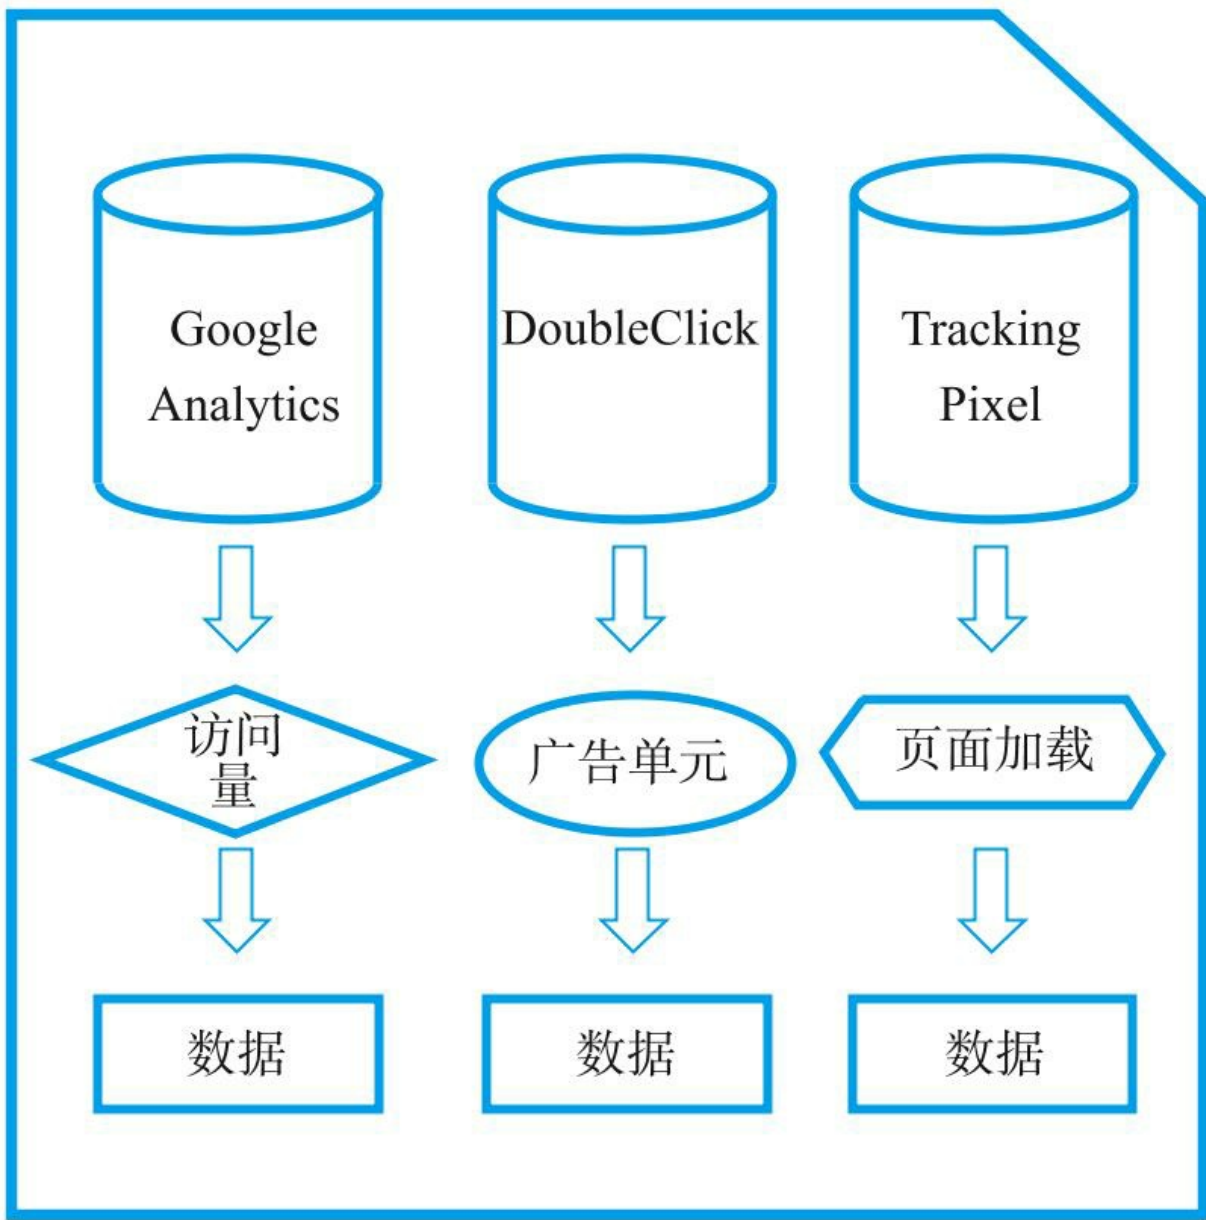 Google
Analytics
DoubleClick
Tracking
Pixel
访问
量
广告单元
页面加载
数据
数据
数据